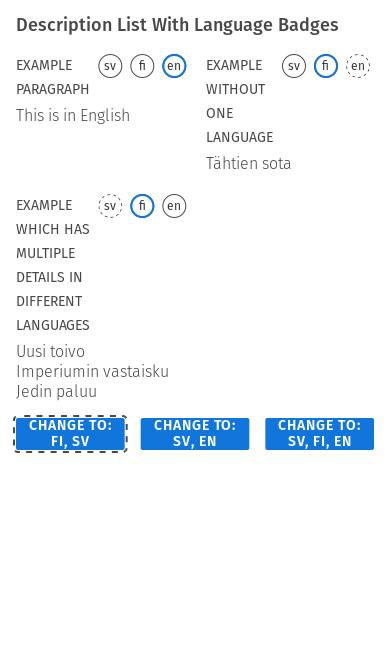 Description List With Language Badges
EXAMPLE
PARAGRAPH
sv fi en
This is in English
EXAMPLE
WITHOUT
ONE
LANGUAGE
sv fi en
Tähtien sota
EXAMPLE
WHICH HAS
MULTIPLE
DETAILS IN
DIFFERENT
LANGUAGES
sv fi en
Uusi toivo
Imperiumin vastaisku
Jedin paluu
CHANGE TO:
FI, SV
CHANGE TO:
SV, EN
CHANGE TO:
SV, FI, EN